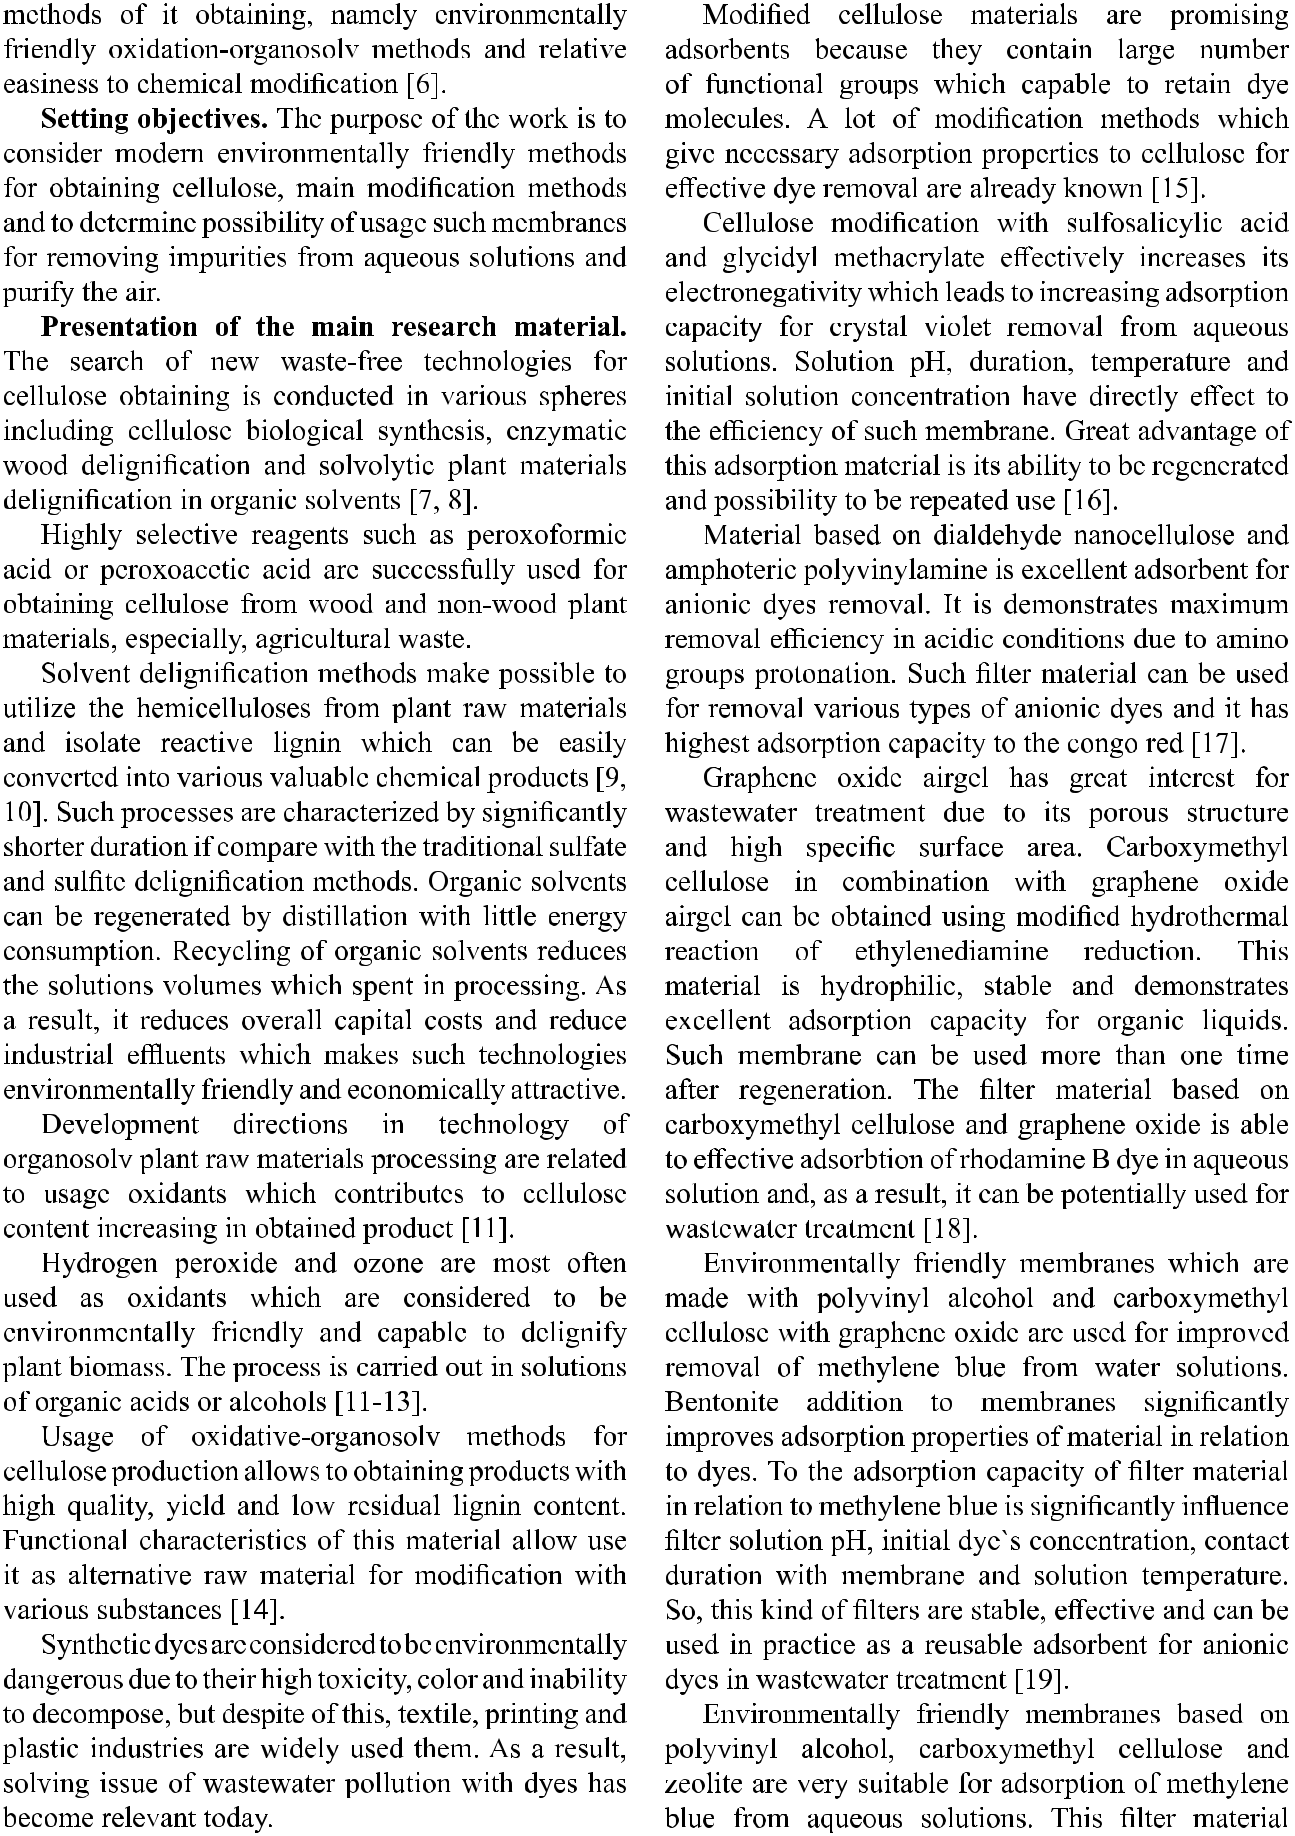 methods of it obtaining, namely environmentally
friendly oxidation-organosolv methods and relative
easiness to chemical modification [6].
Setting objectives. The purpose of the work is to
consider modern environmentally friendly methods
for obtaining cellulose, main modification methods
and to determine possibility of usage such membranes
for removing impurities from aqueous solutions and
purify the air.
Presentation of the main research material.
The search of new waste-free technologies for
cellulose obtaining is conducted in various spheres
including cellulose biological synthesis, enzymatic
wood delignification and solvolytic plant materials
delignification in organic solvents [7, 8].
Highly selective reagents such as peroxoformic
acid or peroxoacetic acid are successfully used for
obtaining cellulose from wood and non-wood plant
materials, especially, agricultural waste.
Solvent delignification methods make possible to
utilize the hemicelluloses from plant raw materials
and isolate reactive lignin which can be easily
converted into various valuable chemical products [9,
10]. Such processes are characterized by significantly
shorter duration if compare with the traditional sulfate
and sulfite delignification methods. Organic solvents
can be regenerated by distillation with little energy
consumption. Recycling of organic solvents reduces
the solutions volumes which spent in processing. As
a result, it reduces overall capital costs and reduce
industrial effluents which makes such technologies
environmentally friendly and economically attractive.
Development directions in technology of
organosolv plant raw materials processing are related
to usage oxidants which contributes to cellulose
content increasing in obtained product [11].
Hydrogen peroxide and ozone are most often
used as oxidants which are considered to be
environmentally friendly and capable to delignify
plant biomass. The process is carried out in solutions
of organic acids or alcohols [11-13].
Usage of oxidative-organosolv methods for
cellulose production allows to obtaining products with
high quality, yield and low residual lignin content.
Functional characteristics of this material allow use
it as alternative raw material for modification with
various substances [14].
Synthetic dyes are considered to be environmentally
dangerous due to their high toxicity, color and inability
to decompose, but despite of this, textile, printing and
plastic industries are widely used them. As a result,
solving issue of wastewater pollution with dyes has
become relevant today.
Modified cellulose materials are promising
adsorbents because they contain large number
of functional groups which capable to retain dye
molecules. A lot of modification methods which
give necessary adsorption properties to cellulose for
effective dye removal are already known [15].
Cellulose modification with sulfosalicylic acid
and glycidyl methacrylate effectively increases its
electronegativity which leads to increasing adsorption
capacity for crystal violet removal from aqueous
solutions. Solution pH, duration, temperature and
initial solution concentration have directly effect to
the efficiency of such membrane. Great advantage of
this adsorption material is its ability to be regenerated
and possibility to be repeated use [16].
Material based on dialdehyde nanocellulose and
amphoteric polyvinylamine is excellent adsorbent for
anionic dyes removal. It is demonstrates maximum
removal efficiency in acidic conditions due to amino
groups protonation. Such filter material can be used
for removal various types of anionic dyes and it has
highest adsorption capacity to the congo red [17].
Graphene oxide airgel has great interest for
wastewater treatment due to its porous structure
and high specific surface area. Carboxymethyl
cellulose in combination with graphene oxide
airgel can be obtained using modified hydrothermal
reaction of ethylenediamine reduction. This
material is hydrophilic, stable and demonstrates
excellent adsorption capacity for organic liquids.
Such membrane can be used more than one time
after regeneration. The filter material based on
carboxymethyl cellulose and graphene oxide is able
to effective adsorbtion of rhodamine B dye in aqueous
solution and, as a result, it can be potentially used for
wastewater treatment [18].
Environmentally friendly membranes which are
made with polyvinyl alcohol and carboxymethyl
cellulose with graphene oxide are used for improved
removal of methylene blue from water solutions.
Bentonite addition to membranes significantly
improves adsorption properties of material in relation
to dyes. To the adsorption capacity of filter material
in relation to methylene blue is significantly influence
filter solution pH, initial dye`s concentration, contact
duration with membrane and solution temperature.
So, this kind of filters are stable, effective and can be
used in practice as a reusable adsorbent for anionic
dyes in wastewater treatment [19].
Environmentally friendly membranes based on
polyvinyl alcohol, carboxymethyl cellulose and
zeolite are very suitable for adsorption of methylene
blue from aqueous solutions. This filter material